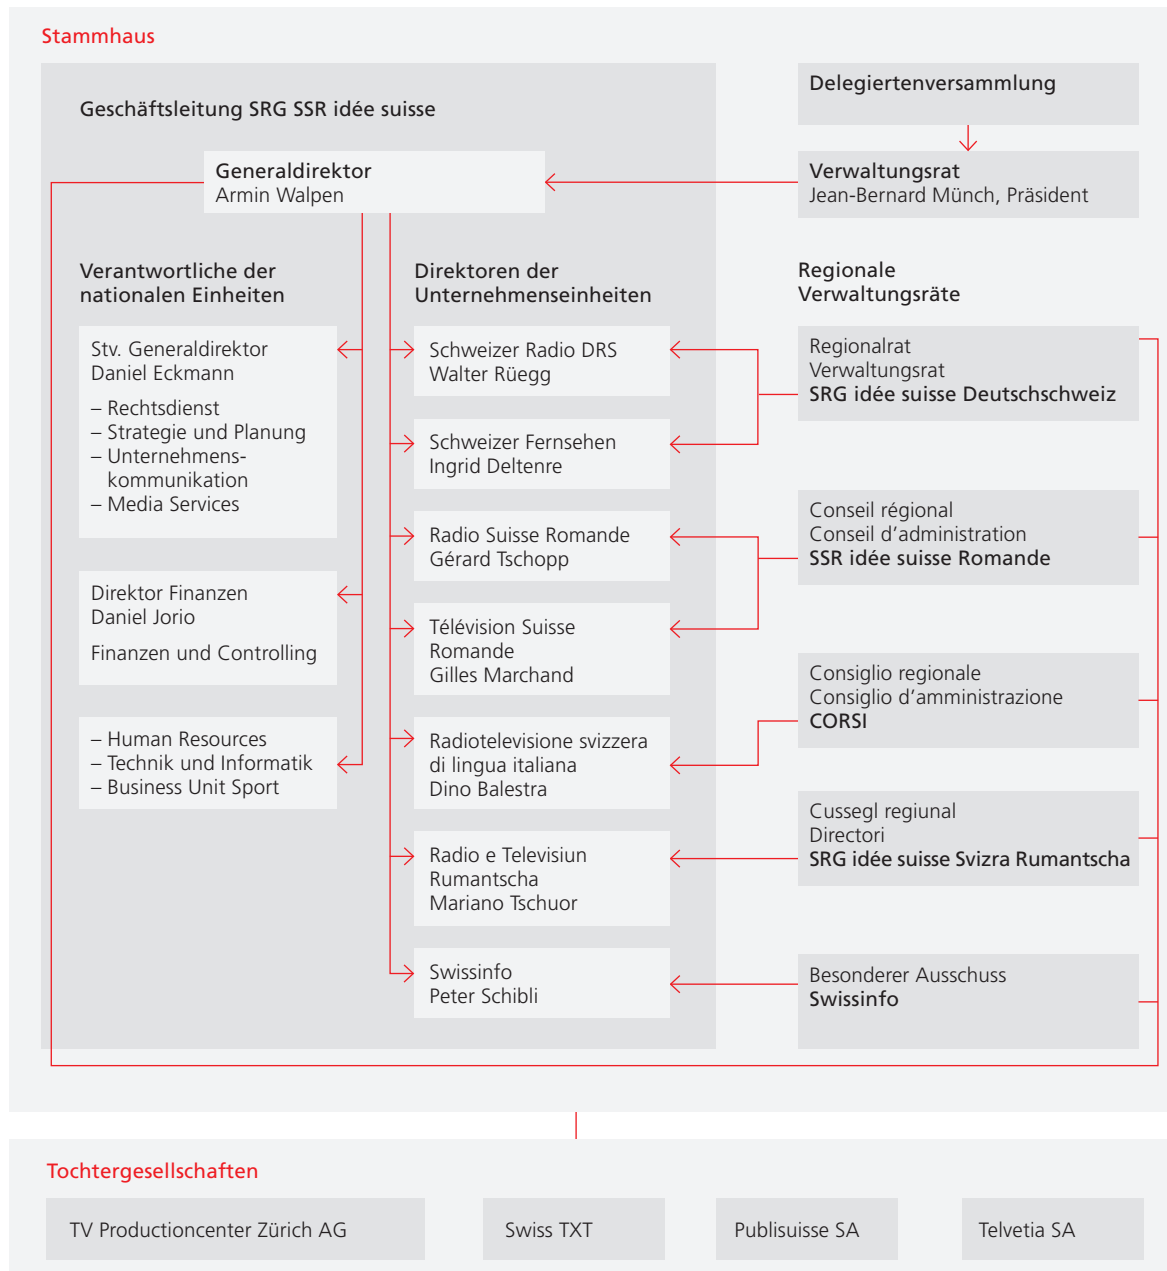 Stammhaus
Geschäftsleitung SRG SSR idée suisse
Generaldirektor
Armin Walpen
Delegiertenversammlung
Verwaltungsrat
Jean-Bernard Münch, Präsident
Verantwortliche der
nationalen Einheiten
Stv. Generaldirektor
Daniel Eckmann
– Rechtsdienst
– Strategie und Planung
– Unternehmens-
kommunikation
– Media Services
Direktor Finanzen
Daniel Jorio
Finanzen und Controlling
– Human Resources
– Technik und Informatik
– Business Unit Sport
Direktoren der
Unternehmenseinheiten
Schweizer Radio DRS
Walter Rüegg
Schweizer Fernsehen
Ingrid Deltenre
Radio Suisse Romande
Gérard Tschopp
Télévision Suisse
Romande
Gilles Marchand
Radiotelevisione svizzera
di lingua italiana
Dino Balestra
Radio e Televisiun
Rumantscha
Mariano Tschuor
Swissinfo
Peter Schibli
Regionale
Verwaltungsräte
Regionalrat
Verwaltungsrat
SRG idée suisse Deutschschweiz
Conseil régional
Conseil d’administration
SSR idée suisse Romande
Consiglio regionale
Consiglio d’amministrazione
CORSI
Cussegl regiunal
Directori
SRG idée suisse Svizra Rumantscha
Besonderer Ausschuss
Swissinfo
Tochtergesellschaften
TV Productioncenter Zürich AG
Swiss TXT
Publisuisse SA
Telvetia SA